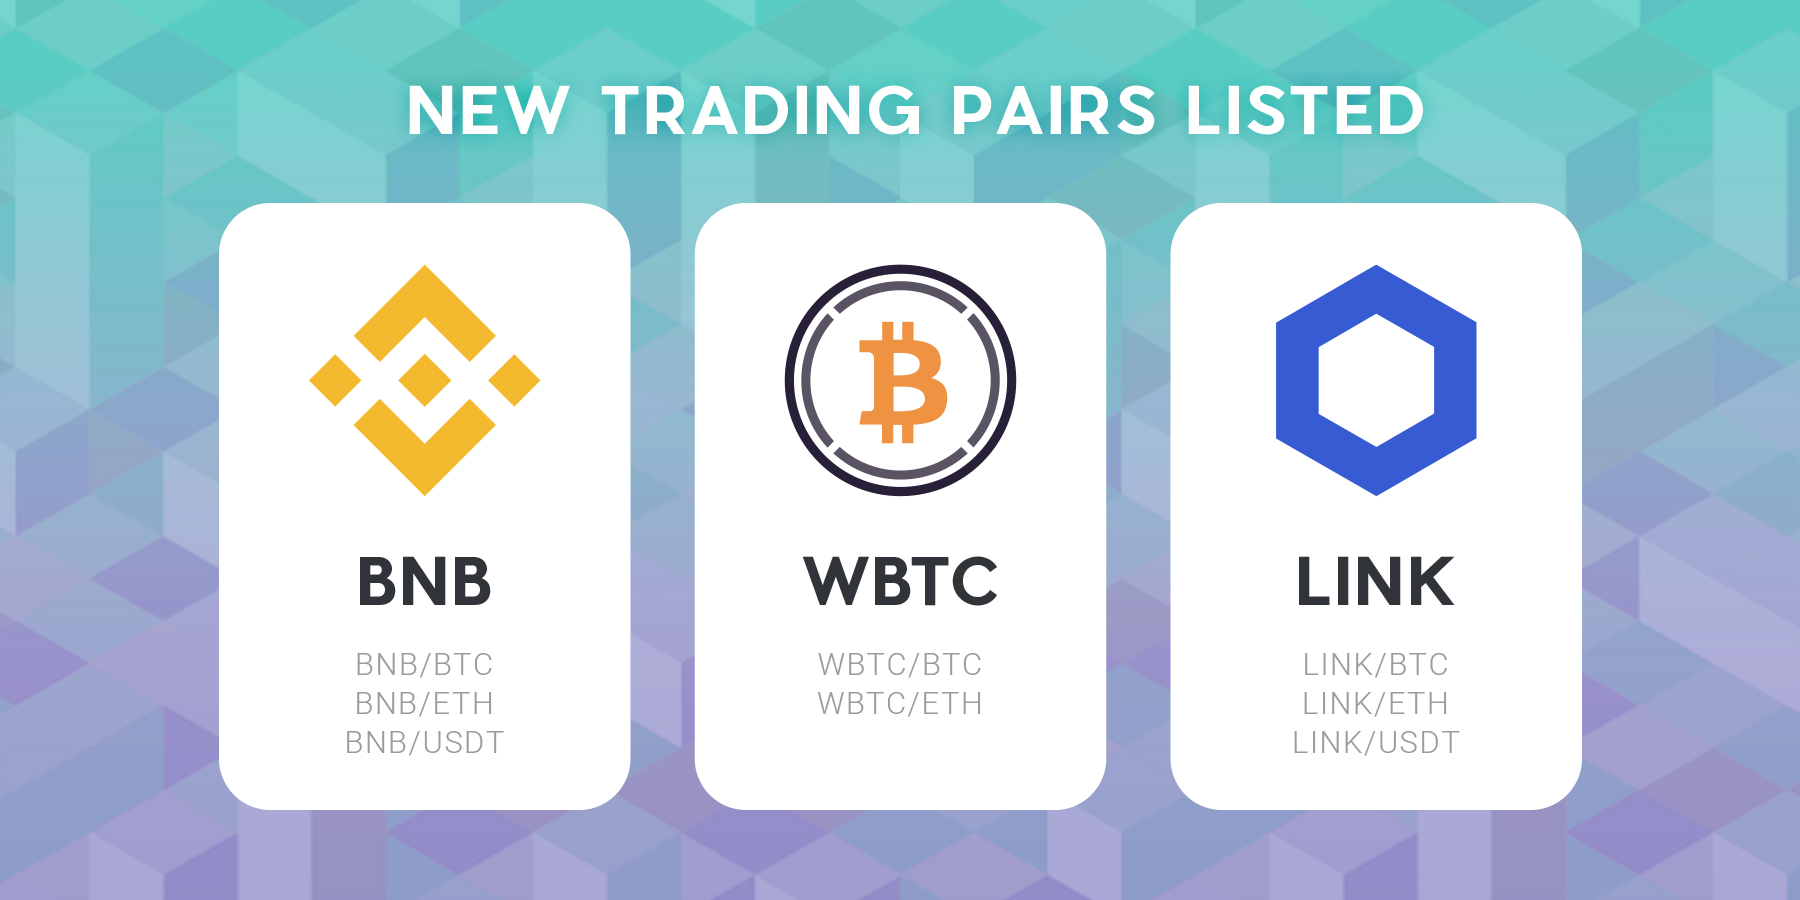 NEW TRADING PAIRS LISTED
BNB
BNB/BTC
BNB/ETH
BNB/USDT
WBTC
WBTC/BTC
WBTC/ETH
LINK
LINK/BTC
LINK/ETH
LINK/USDT